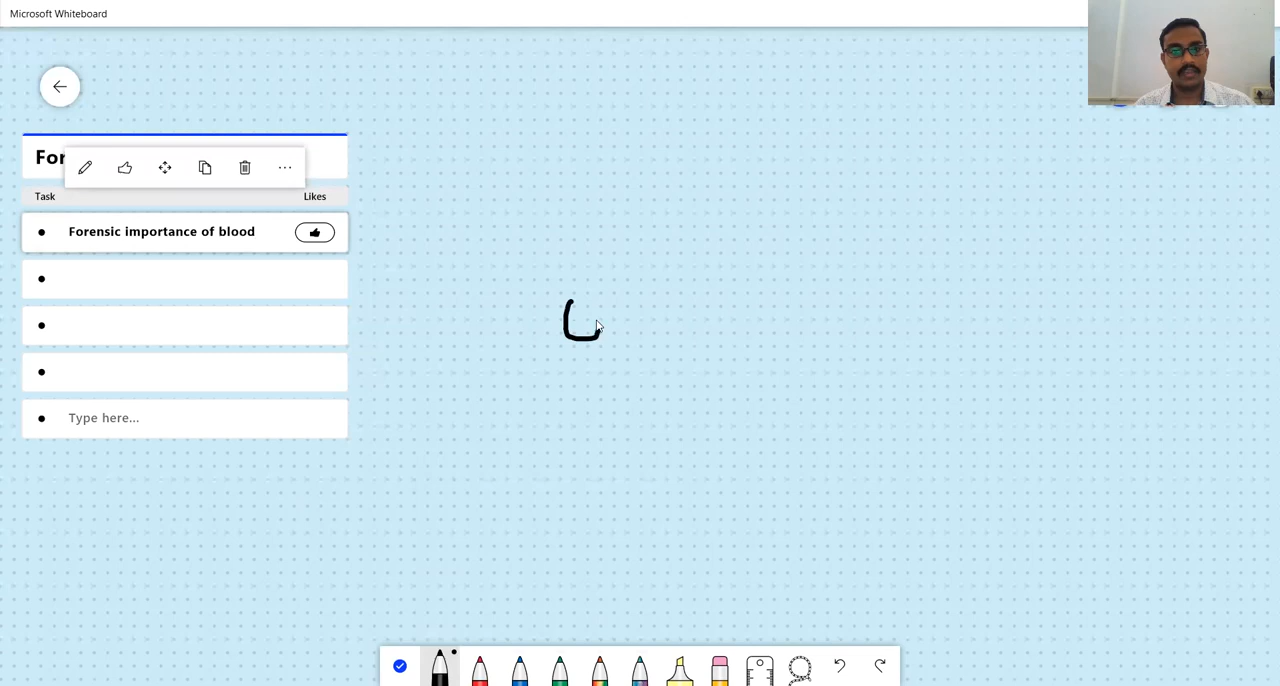 Microsoft Whiteboard
For
Task Likes
Forensic importance of blood
Type here...